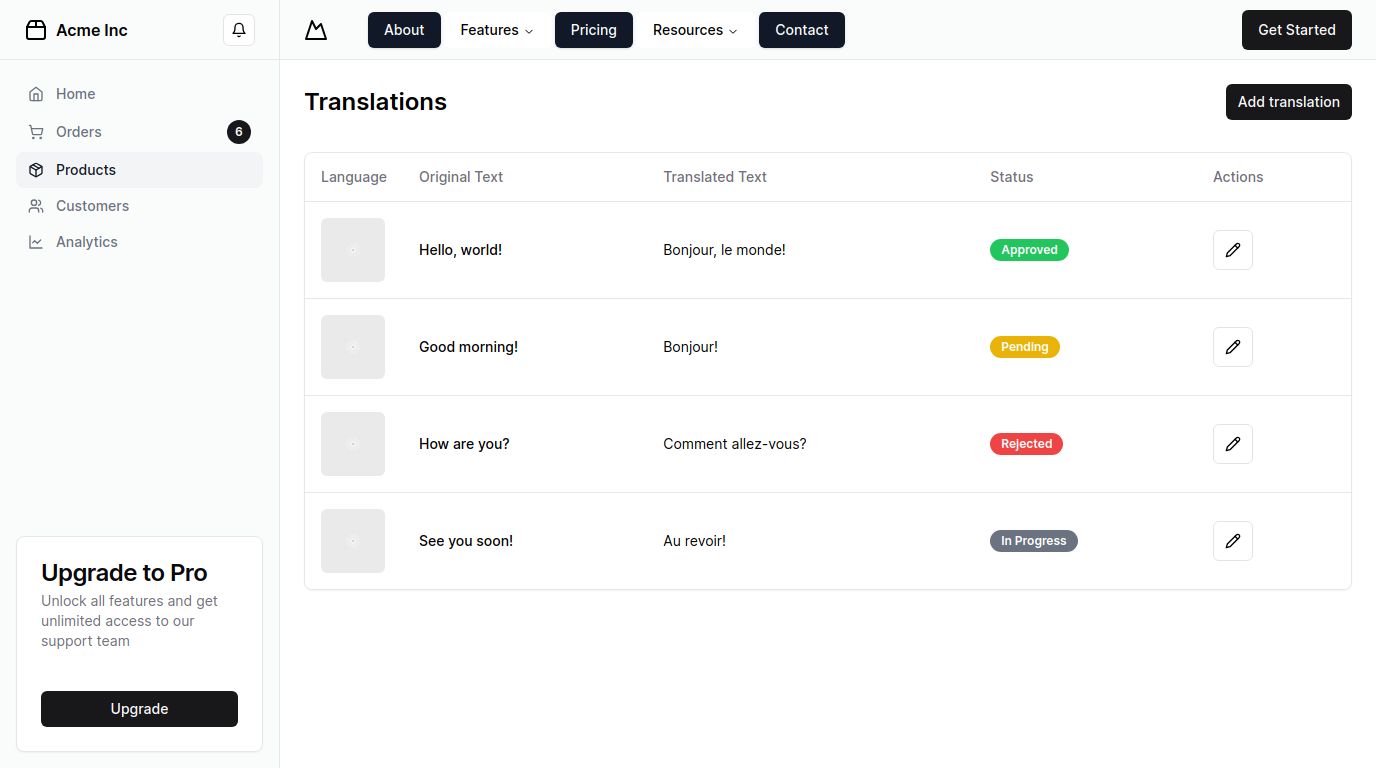 Acme Inc
About Features Pricing Resources Contact
Get Started
Home
Orders 6
Products
Customers
Analytics
Upgrade to Pro
Unlock all features and get
unlimited access to our
support team
Upgrade
Translations
Add translation
Language Original Text Translated Text Status Actions
Hello, world! Bonjour, le monde! Approved
Good morning! Bonjour! Pending
How are you? Comment allez-vous? Rejected
See you soon! Au revoir! In Progress